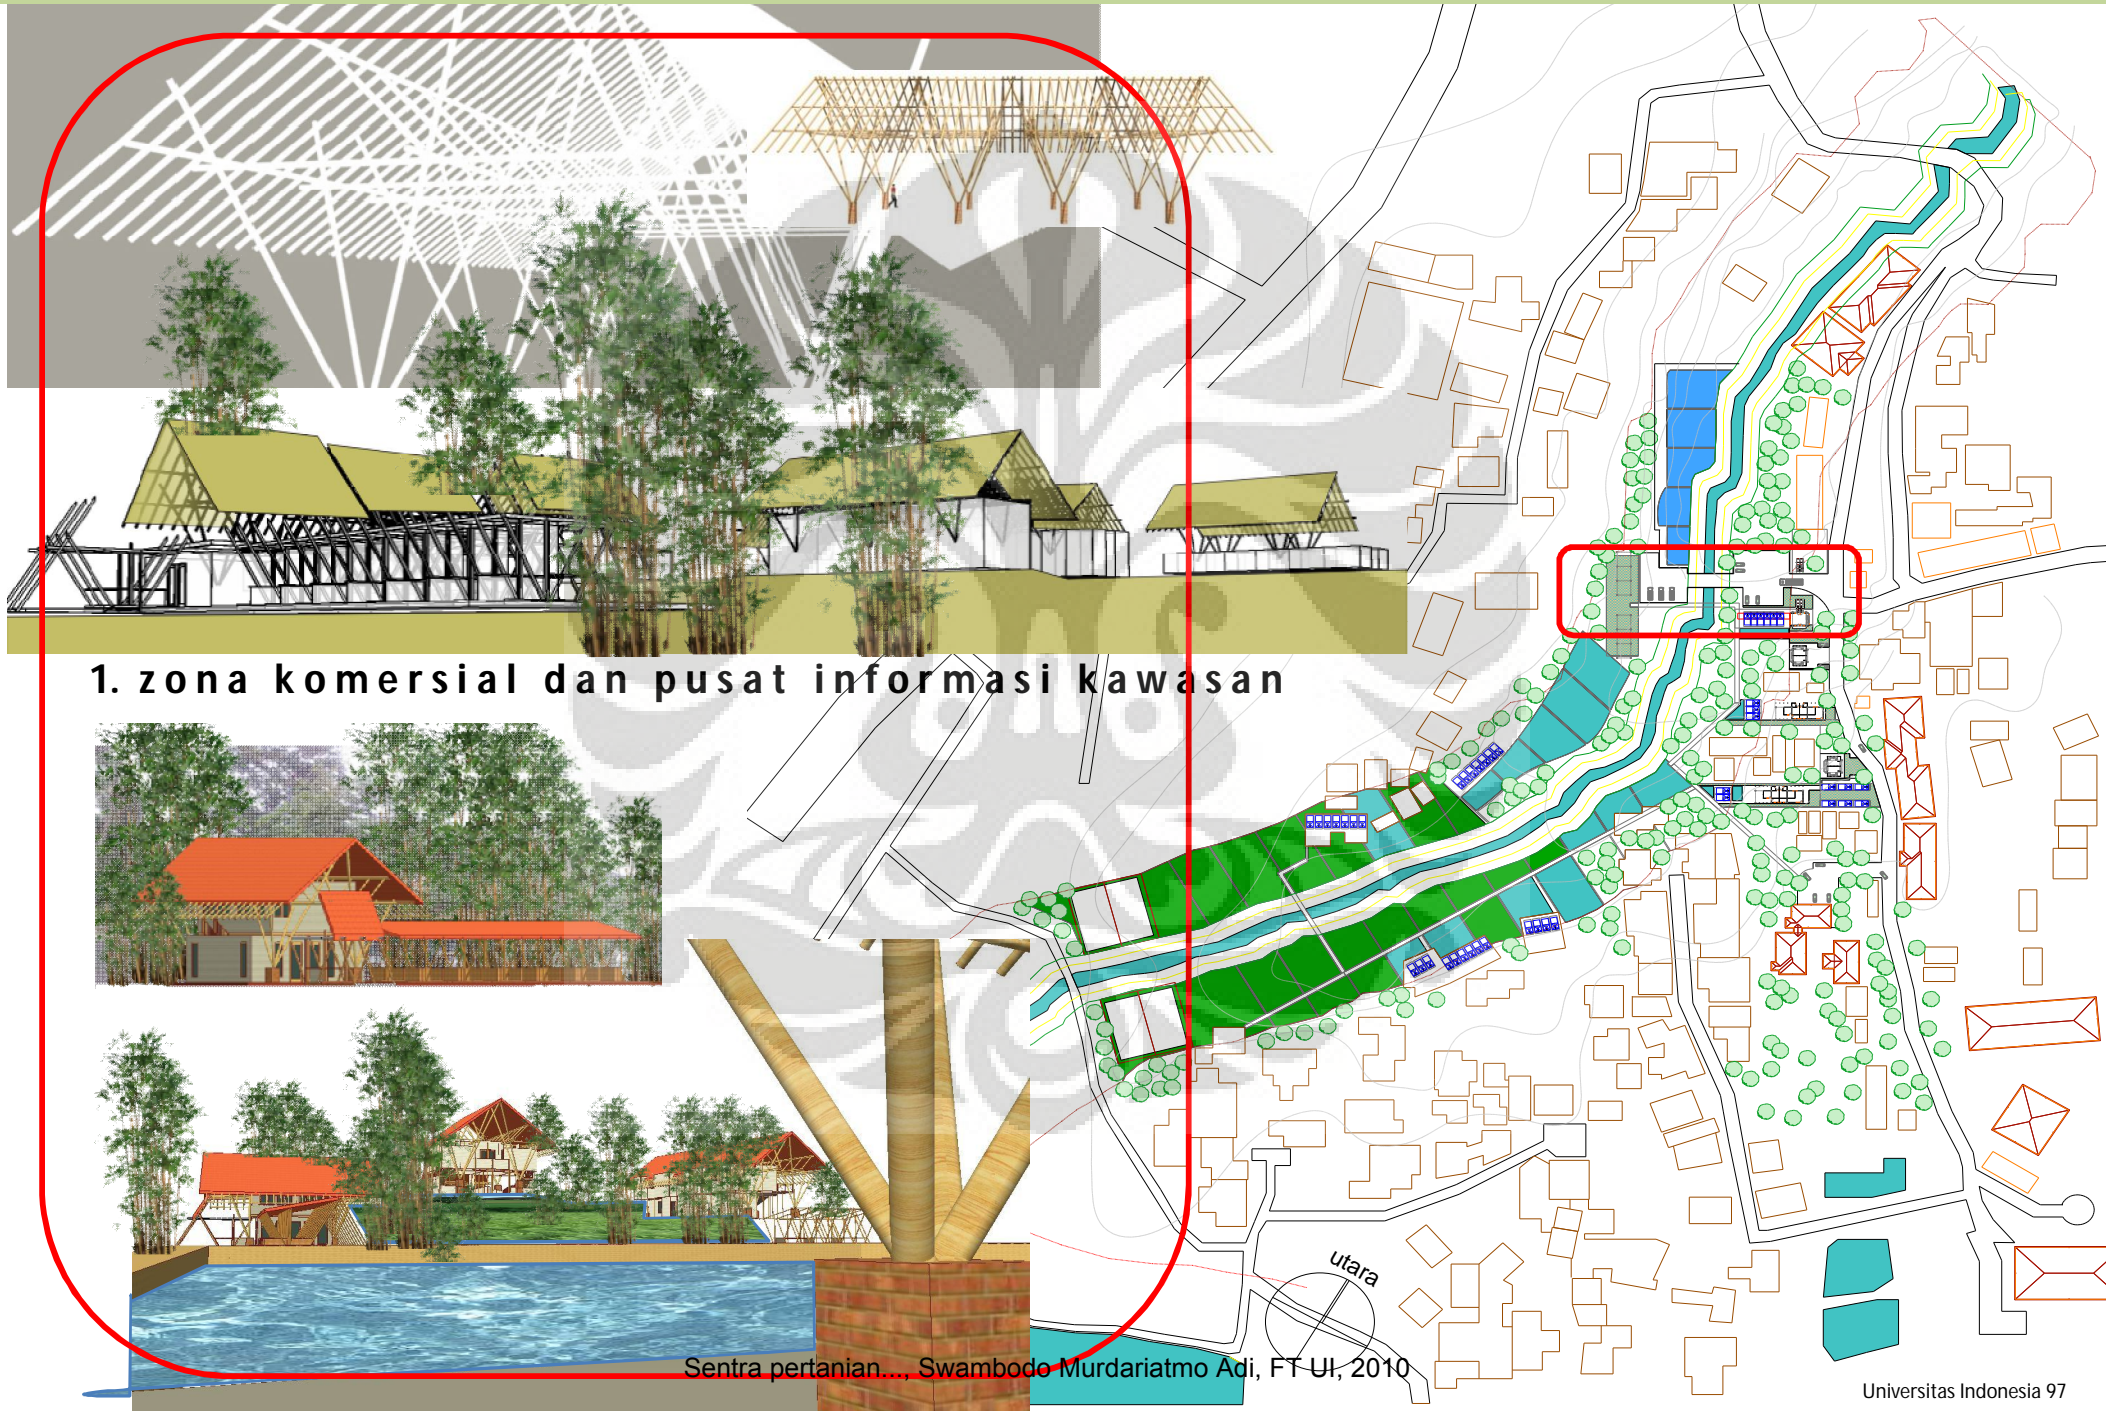 1. zona komersial dan pusat informasi kawasan
utara
Sentra pertanian..., Swambodo Murdariatmo Adi, FT UI, 2010
Universitas Indonesia 97